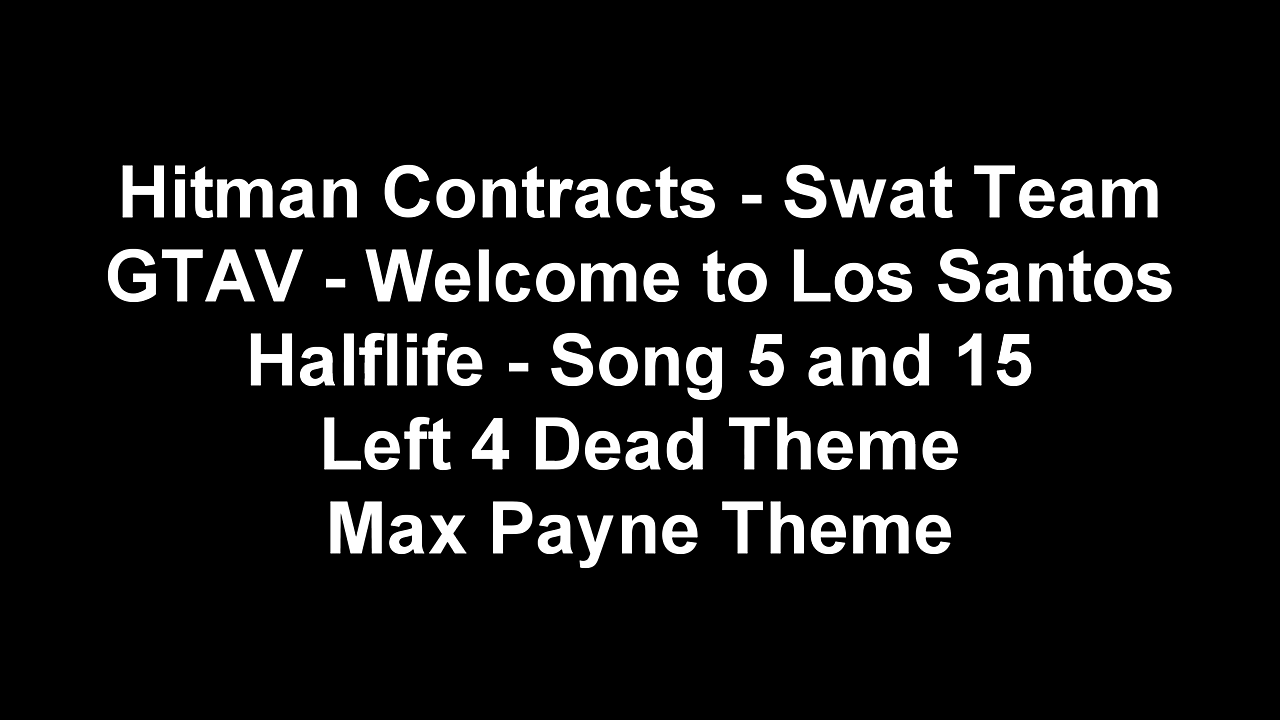 Hitman Contracts - Swat Team
GTAV - Welcome to Los Santos
Halflife - Song 5 and 15
Left 4 Dead Theme
Max Payne Theme